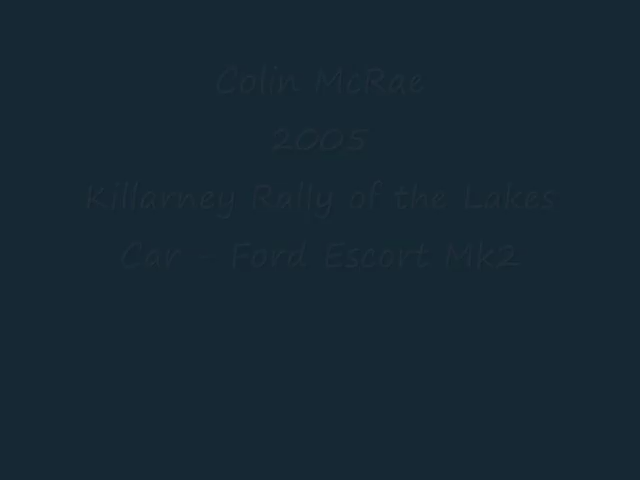 Colin McRae
2005
Killarney Rally of the Lakes
Car - Ford Escort Mk2